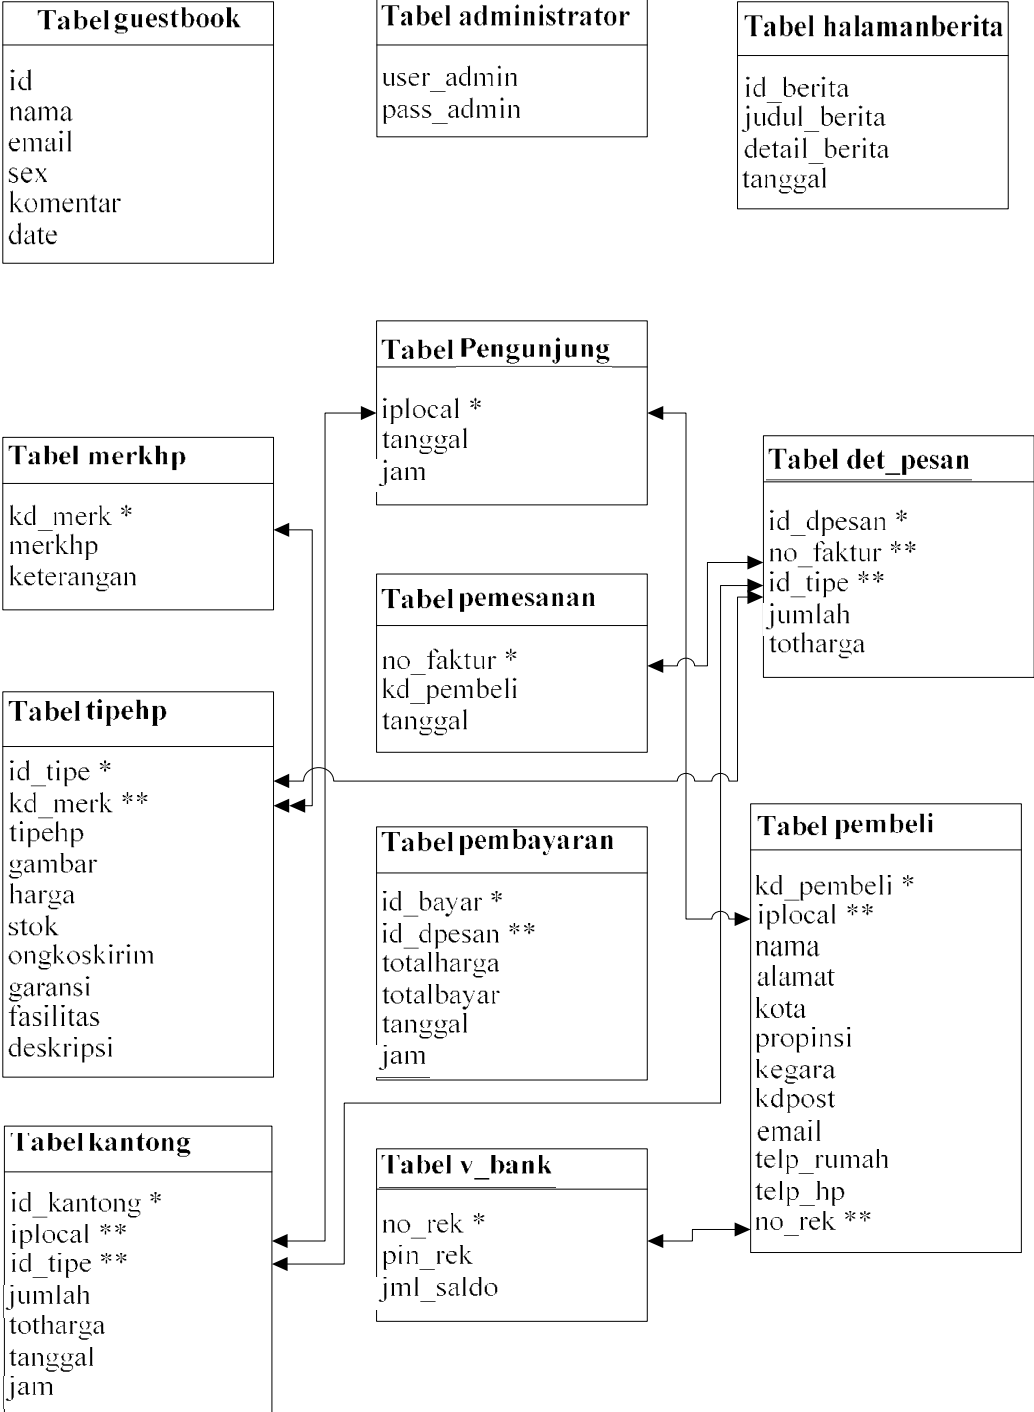 Tabel guestbook
id
nama
email
sex
komentar
date
Tabel administrator
user_admin
pass_admin
Tabel halamanberita
id_berita
judul_berita
detail_berita
tanggal
Tabel Pengunjung
iplocal *
tanggal
jam
Tabel merkhp
kd_merk *
merkhp
keterangan
Tabel det_pesan
id_dpesan *
no_faktur **
id_tipe **
jumlah
totharga
Tabel pemesanan
no_faktur *
kd_pembeli
tanggal
Tabel tipehp
id_tipe *
kd_merk **
tipehp
gambar
harga
stok
ongkoskirim
garansi
fasilitas
deskripsi
Tabel pembayaran
id_bayar *
id_dpesan **
totalharga
totalbayar
tanggal
jam
Tabel pembeli
kd_pembeli *
iplocal **
nama
alamat
kota
propinsi
kegara
kdpost
email
telp_rumah
telp_hp
no_rek **
Tabel kantong
id_kantong *
iplocal **
id_tipe **
jumlah
totharga
tanggal
jam
Tabel v_bank
no_rek *
pin_rek
jml_saldo